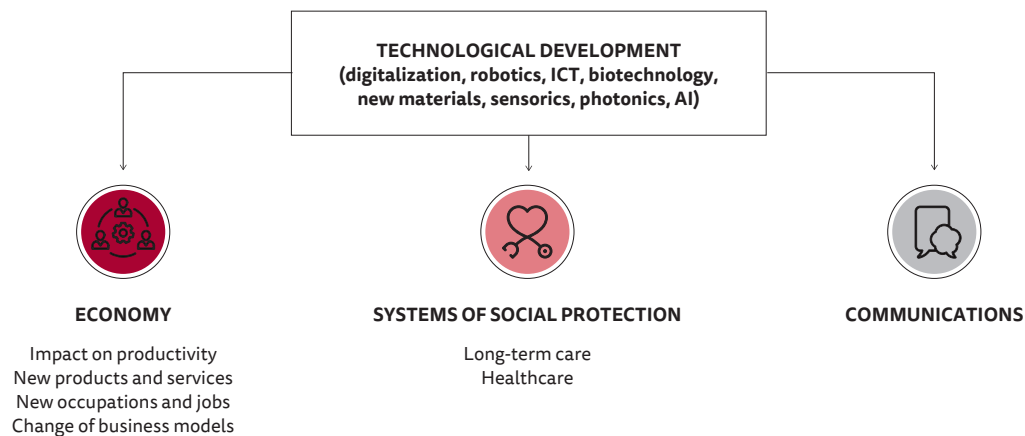 TECHNOLOGICAL DEVELOPMENT
(digitalization, robotics, ICT, biotechnology,
new materials, sensorics, photonics, AI)
ECONOMY
Impact on productivity
New products and services
New occupations and jobs
Change of business models
SYSTEMS OF SOCIAL PROTECTION
Long-term care
Healthcare
COMMUNICATIONS